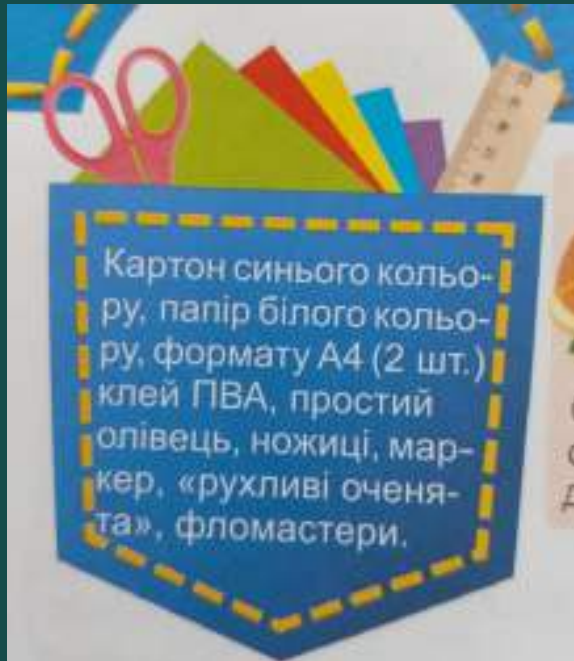 Картон синього кольо-
ру, папір білого кольо-
ру, формату А4 (2 шт.)
клей ПВА, простий
олівець, ножиці, мар-
кер, «рухливі оченя-
та», фломастери.